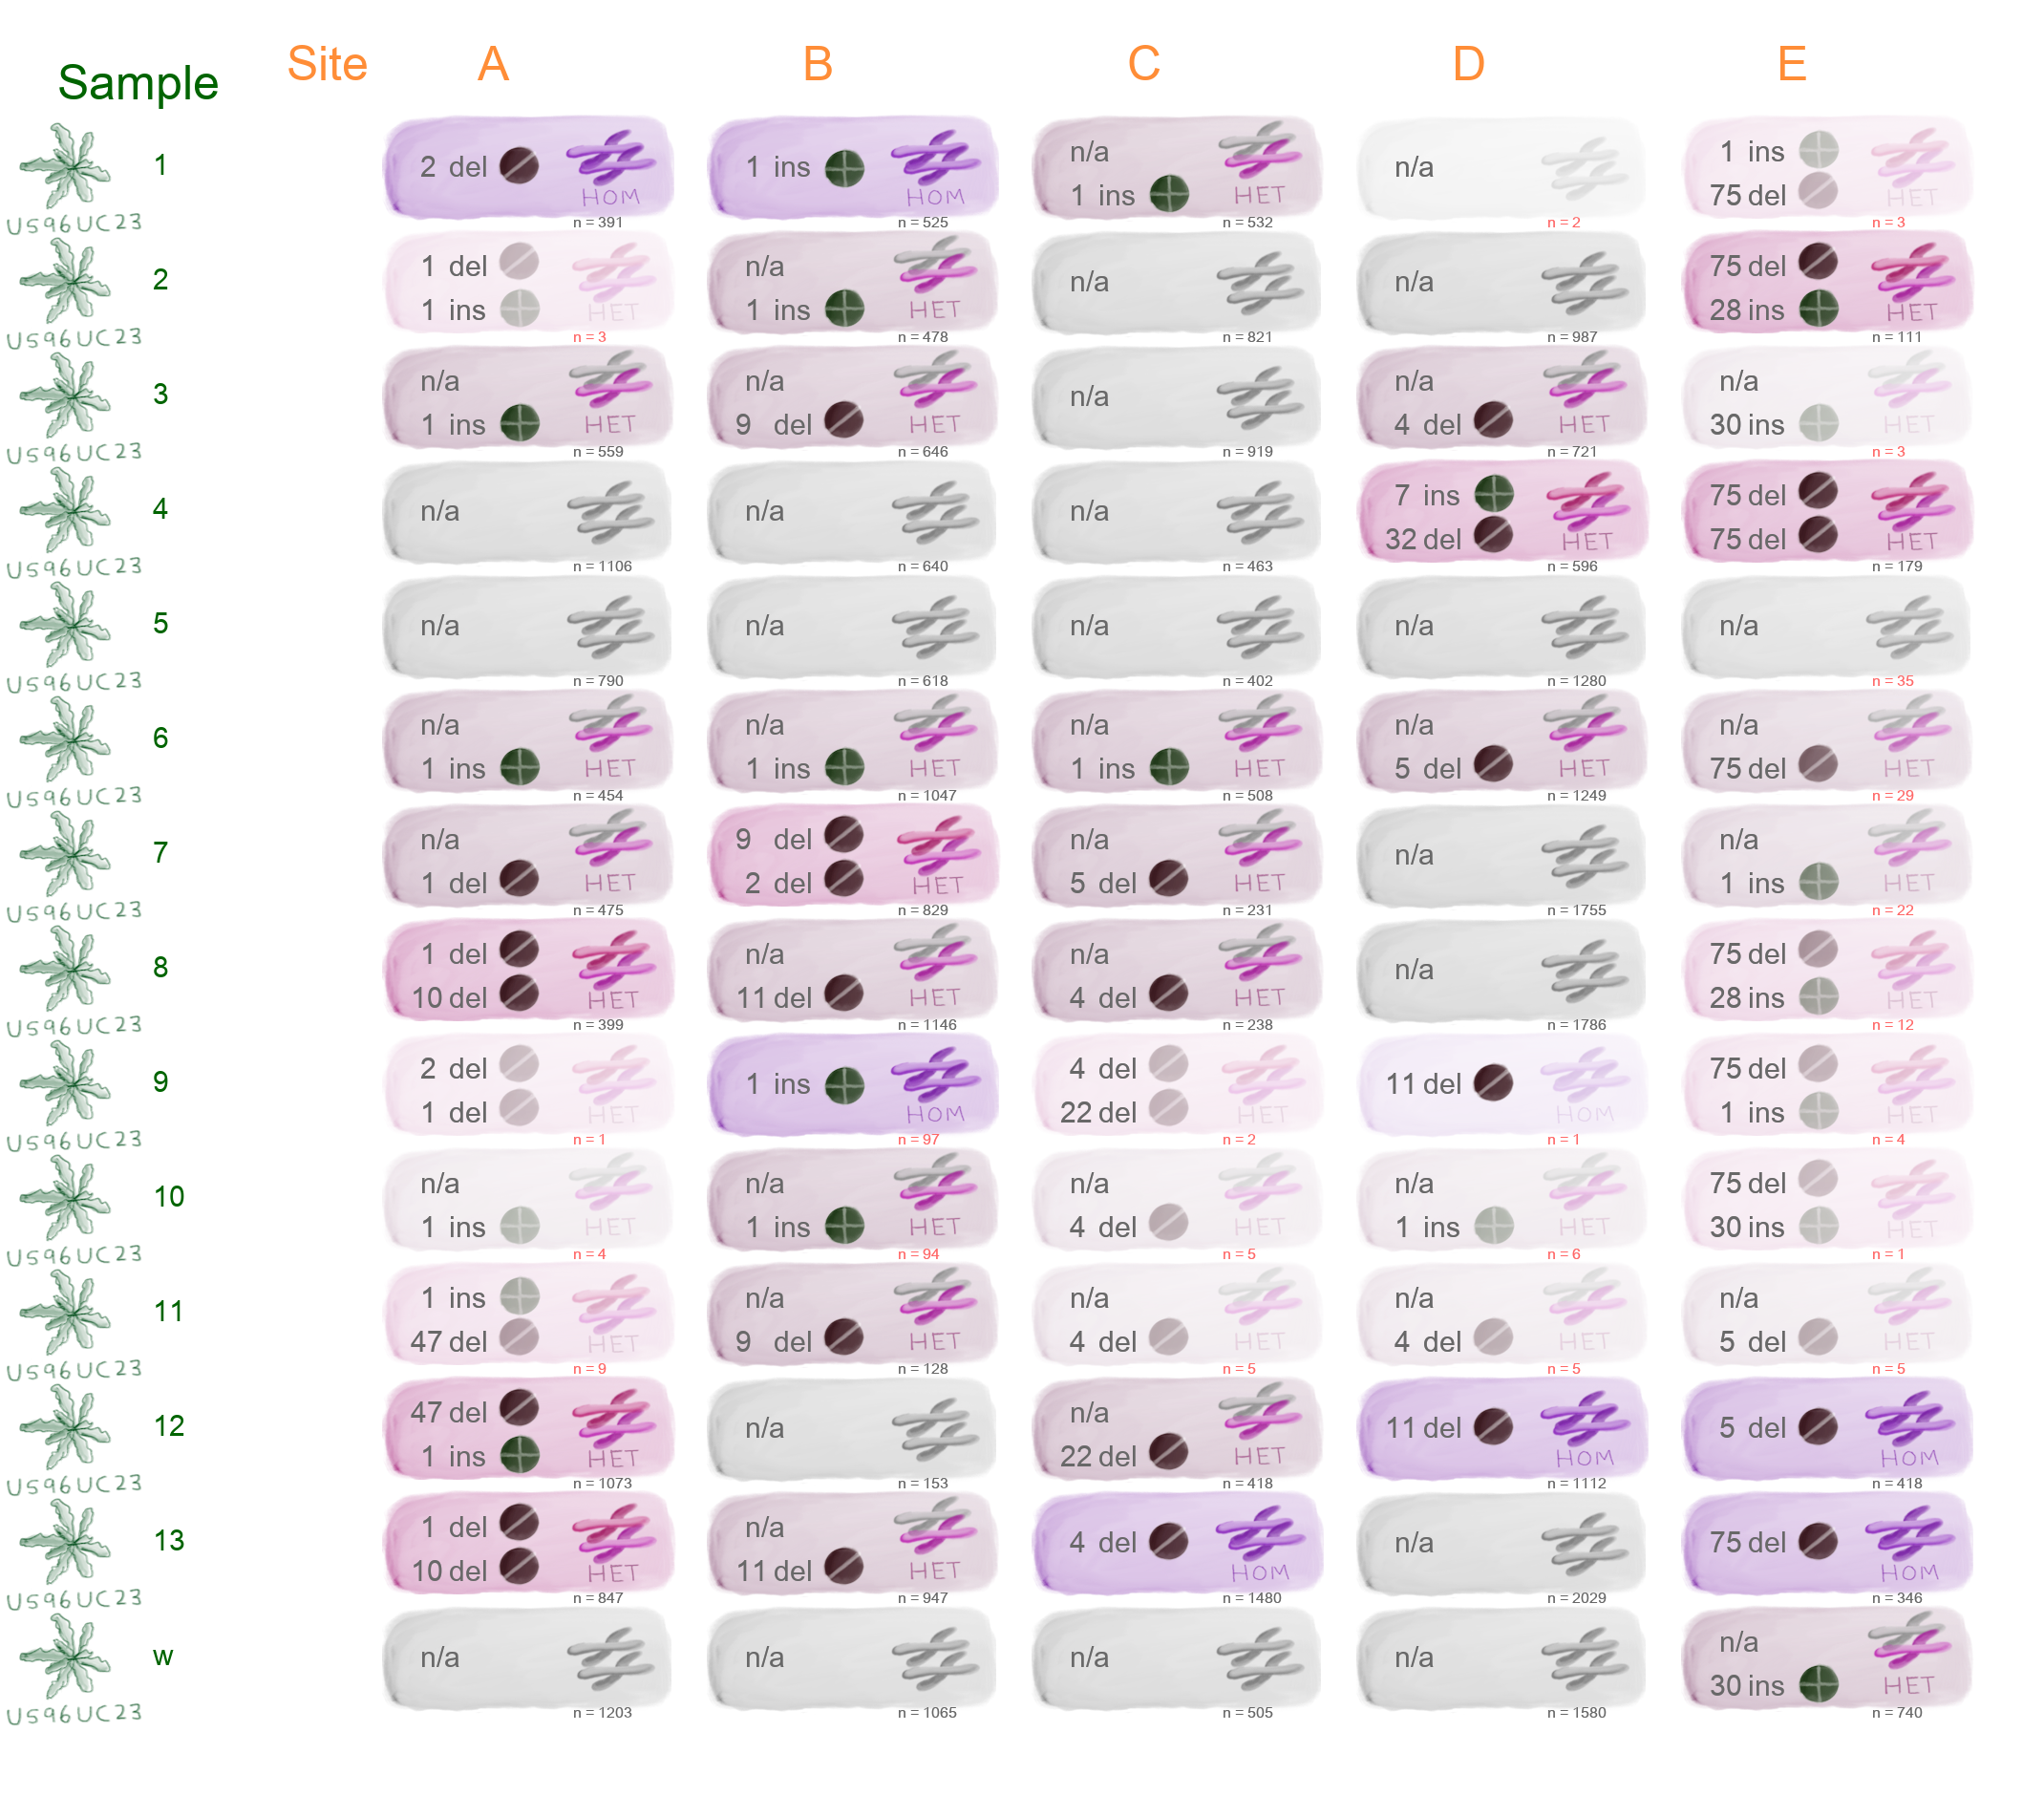 Site A B C D E
Sample
1 2 del HOM n = 391 1 ins HOM n = 525 n/a 1 ins HET n = 532 n/a n = 2 1 ins 75 del n = 3
US96UC23
2 1 del 1 ins HET n = 3 n/a 1 ins HET n = 478 n/a n = 821 n/a n = 987 75 del 28 ins HET n = 111
US96UC23
3 n/a 1 ins HET n = 559 n/a 9 del HET n = 646 n/a n = 919 n/a 4 del HET n = 721 n/a 30 ins HET n = 3
US96UC23
4 n/a n = 1106 n/a n = 640 n/a n = 463 7 ins 32 del HET n = 596 75 del 75 del HET n = 179
US96UC23
5 n/a n = 790 n/a n = 618 n/a n = 402 n/a n = 1280 n/a n = 35
US96UC23
6 n/a 1 ins HET n = 454 n/a 1 ins HET n = 1047 n/a 1 ins HET n = 508 n/a 5 del HET n = 1249 n/a 75 del HET n = 29
US96UC23
7 n/a 1 del HET n = 475 9 del 2 del HET n = 829 n/a 5 del HET n = 231 n/a n = 1755 n/a 1 ins HET n = 22
US96UC23
8 1 del 10 del HET n = 399 n/a 11 del HET n = 1146 n/a 4 del HET n = 238 n/a n = 1786 75 del 28 ins HET n = 12
US96UC23
9 2 del 1 del HET n = 1 1 ins HOM n = 97 4 del 22 del HET n = 2 11 del HOM n = 1 75 del 1 ins HET n = 4
US96UC23
10 n/a 1 ins HET n = 4 n/a 1 ins HET n = 94 n/a 4 del HET n = 5 n/a 1 ins HET n = 6 75 del 30 ins HET n = 1
US96UC23
11 1 ins 47 del HET n = 9 n/a 9 del HET n = 128 n/a 4 del HET n = 5 n/a 4 del HET n = 5 n/a 5 del HET n = 5
US96UC23
12 47 del 1 ins HET n = 1073 n/a n = 153 n/a 22 del HET n = 418 11 del HOM n = 1112 5 del HOM n = 418
US96UC23
13 1 del 10 del HET n = 847 n/a 11 del HET n = 947 4 del HOM n = 1480 n/a n = 2029 75 del HOM n = 346
US96UC23
w n/a n = 1203 n/a n = 1065 n/a n = 505 n/a n = 1580 n/a 30 ins HET n = 740
US96UC23